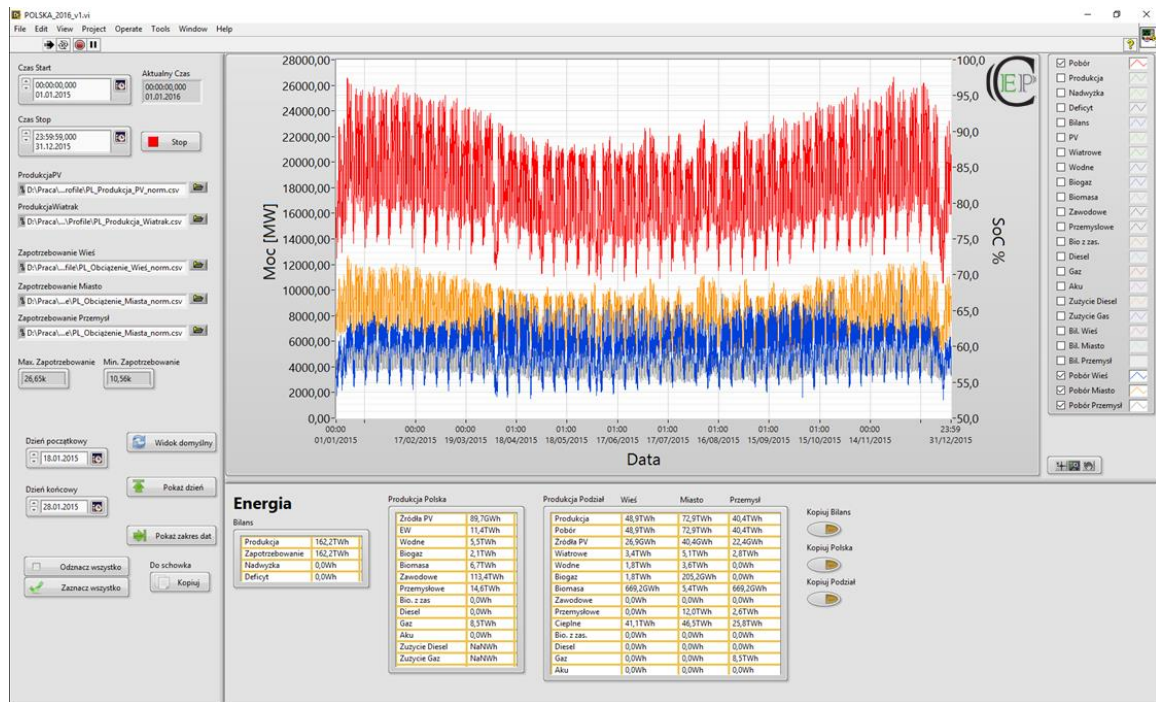 POLSKA_2016_v1.vi
File Edit View Project Operate Tools Window Help
Czas Start
00:00:00,000
01.01.2015
Aktualny Czas
00:00:00,000
01.01.2016
Czas Stop
23:59:59,000
31.12.2015
Stop
ProdukcjaPV
D:\Praca\...rofile\PL_Produkcja_PV_norm.csv
ProdukcjaWiatrak
D:\Praca\...\Profile\PL_Produkcja_Wiatrak.csv
Zapotrzebowanie Wieś
D:\Praca\...file\PL_Obciążenie_Wieś_norm.csv
Zapotrzebowanie Miasto
D:\Praca\...e\PL_Obciążenie_Miasta_norm.csv
Zapotrzebowanie Przemysł
D:\Praca\...e\PL_Obciążenie_Miasta_norm.csv
Max. Zapotrzebowanie Min. Zapotrzebowanie
26,65k 10,56k
Dzień początkowy
18.01.2015
Widok domyślny
Dzień końcowy
28.01.2015
Pokaż dzień
Pokaż zakres dat
Odznacz wszystko
Zaznacz wszystko
Do schowka
Kopiuj
Moc [MW]
28000,00
26000,00
24000,00
22000,00
20000,00
18000,00
16000,00
14000,00
12000,00
10000,00
8000,00
6000,00
4000,00
2000,00
0,00
SoC %
100,0
95,0
90,0
85,0
80,0
75,0
70,0
65,0
60,0
55,0
50,0
00:00 00:00 00:00 01:00 01:00 01:00 01:00 01:00 01:00 01:00 00:00 23:59
01/01/2015 17/02/2015 19/03/2015 18/04/2015 18/05/2015 17/06/2015 17/07/2015 16/08/2015 15/09/2015 15/10/2015 14/11/2015 31/12/2015
Data
CEP
Pobór
Produkcja
Nadwyżka
Deficyt
Bilans
PV
Wiatrowe
Wodne
Biogaz
Biomasa
Zawodowe
Przemysłowe
Bio z zas.
Diesel
Gaz
Aku
Zużycie Diesel
Zużycie Gas
Bil. Wieś
Bil. Miasto
Bil. Przemysł
Pobór Wieś
Pobór Miasto
Pobór Przemysł
Energia
Bilans
Produkcja 162,2TWh
Zapotrzebowanie 162,2TWh
Nadwyżka 0,0Wh
Deficyt 0,0Wh
Produkcja Polska
Źródła PV 89,7GWh
EW 11,4TWh
Wodne 5,5TWh
Biogaz 2,1TWh
Biomasa 6,7TWh
Zawodowe 113,4TWh
Przemysłowe 14,6TWh
Bio. z zas 0,0Wh
Diesel 0,0Wh
Gaz 8,5TWh
Aku 0,0Wh
Zużycie Diesel NaNWh
Zużycie Gaz NaNWh
Produkcja Podział Wieś Miasto Przemysł
Produkcja 48,9TWh 72,9TWh 40,4TWh
Pobór 48,9TWh 72,9TWh 40,4TWh
Źródła PV 26,9GWh 40,4GWh 22,4GWh
Wiatrowe 3,4TWh 5,1TWh 2,8TWh
Wodne 1,8TWh 3,6TWh 0,0Wh
Biogaz 1,8TWh 205,2GWh 0,0Wh
Biomasa 669,2GWh 5,4TWh 669,2GWh
Zawodowe 0,0Wh 0,0Wh 0,0Wh
Przemysłowe 0,0Wh 12,0TWh 2,6TWh
Cieplne 41,1TWh 46,5TWh 25,8TWh
Bio. z zas. 0,0Wh 0,0Wh 0,0Wh
Diesel 0,0Wh 0,0Wh 0,0Wh
Gaz 0,0Wh 0,0Wh 8,5TWh
Aku 0,0Wh 0,0Wh 0,0Wh
Kopiuj Bilans
Kopiuj Polska
Kopiuj Podział